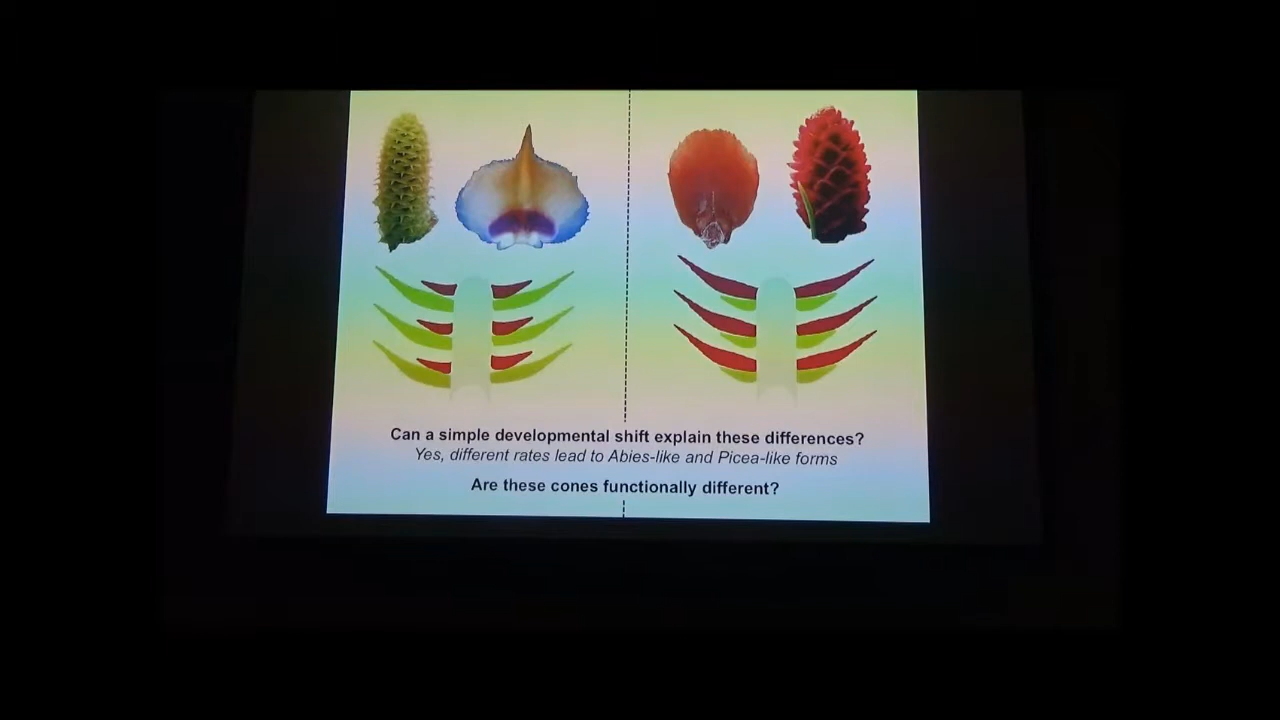 Can a simple developmental shift explain these differences?
Yes, different rates lead to Abies-like and Picea-like forms
Are these cones functionally different?